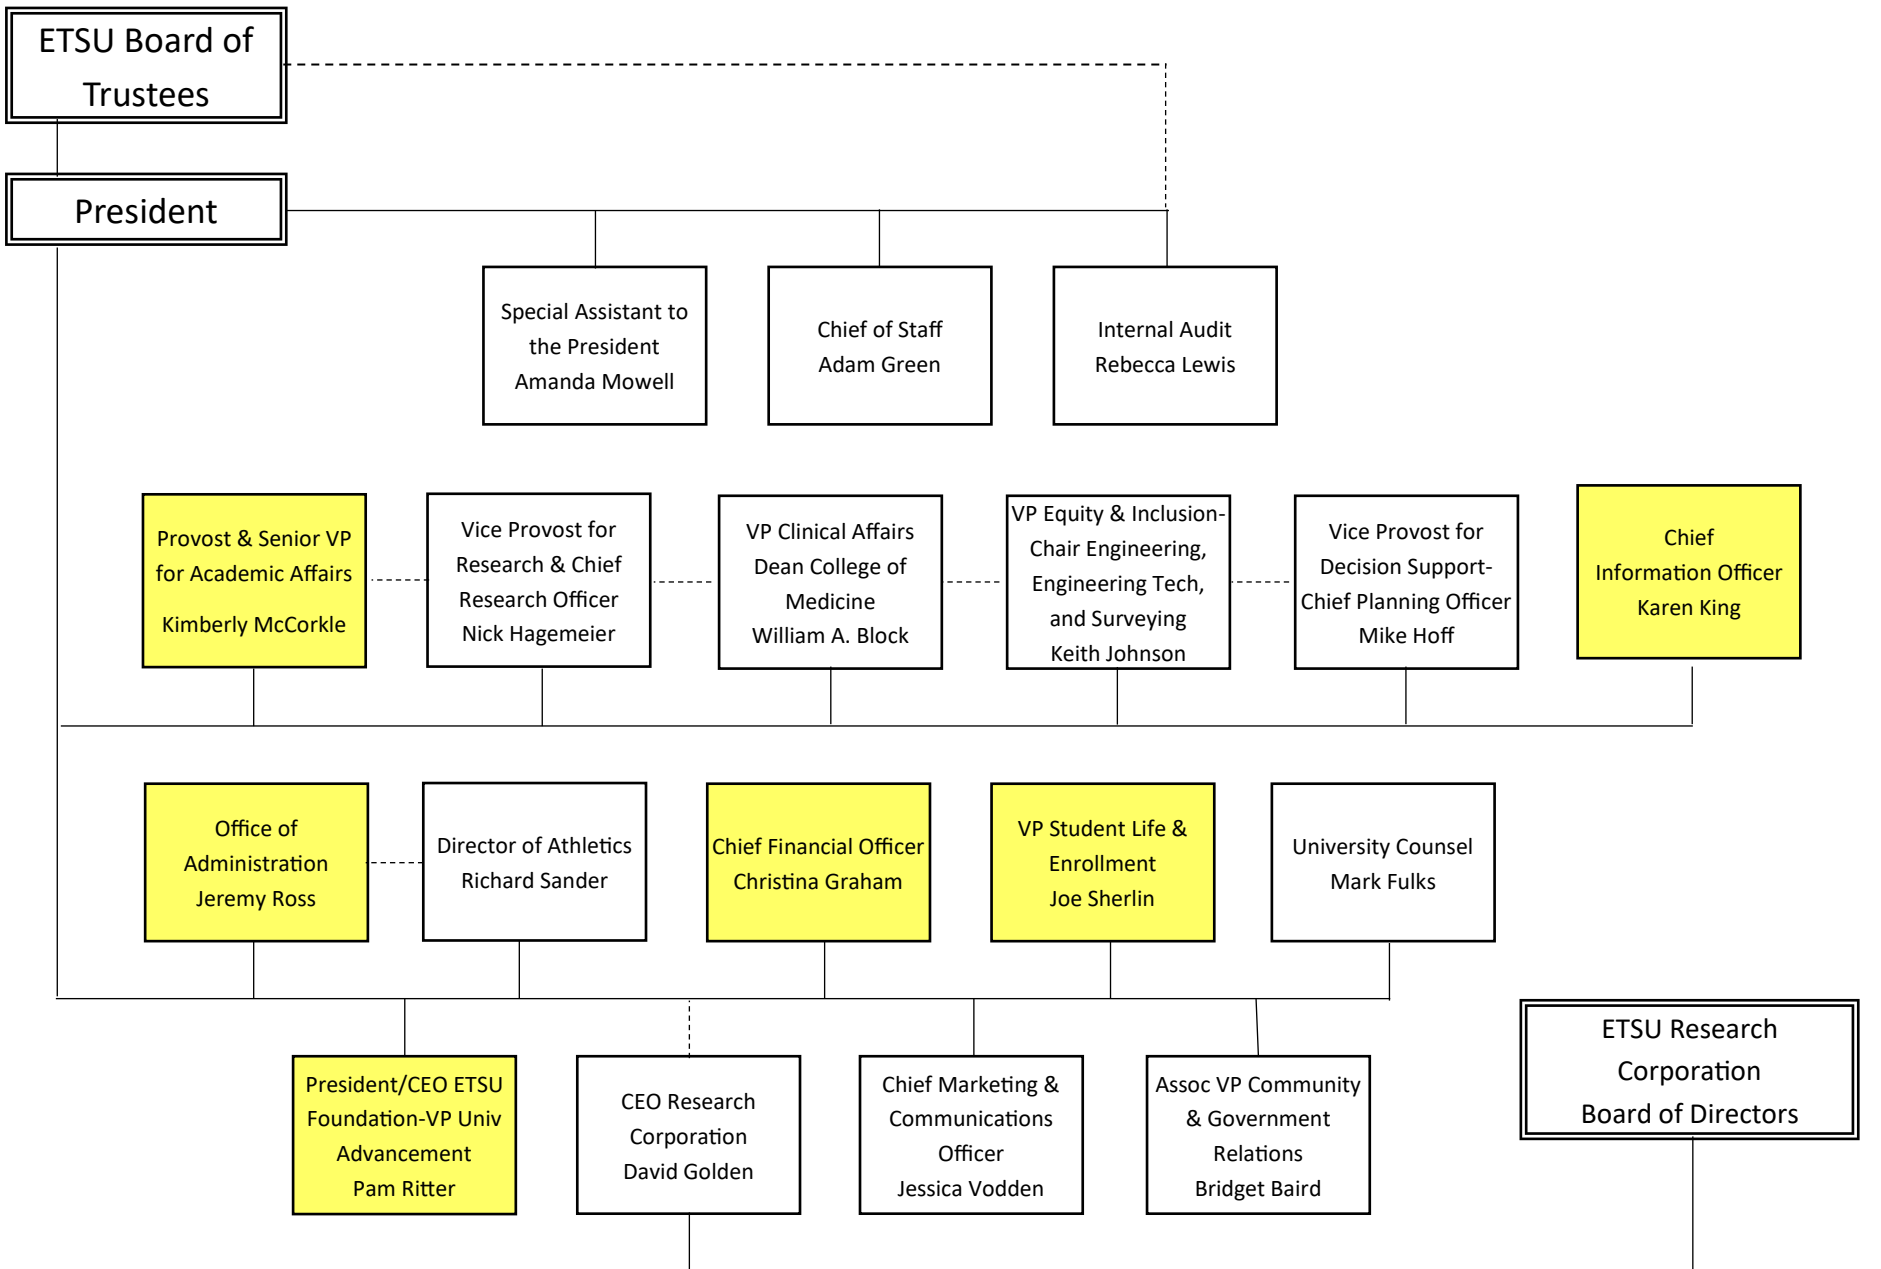 ETSU Board of
Trustees
President
Special Assistant to
the President
Amanda Mowell
Chief of Staff
Adam Green
Internal Audit
Rebecca Lewis
Provost & Senior VP
for Academic Affairs
Kimberly McCorkle
Vice Provost for
Research & Chief
Research Officer
Nick Hagemeier
VP Clinical Affairs
Dean College of
Medicine
William A. Block
VP Equity & Inclusion-
Chair Engineering,
Engineering Tech,
and Surveying
Keith Johnson
Vice Provost for
Decision Support-
Chief Planning Officer
Mike Hoff
Chief
Information Officer
Karen King
Office of
Administration
Jeremy Ross
Director of Athletics
Richard Sander
Chief Financial Officer
Christina Graham
VP Student Life &
Enrollment
Joe Sherlin
University Counsel
Mark Fulks
President/CEO ETSU
Foundation-VP Univ
Advancement
Pam Ritter
CEO Research
Corporation
David Golden
Chief Marketing &
Communications
Officer
Jessica Vodden
Assoc VP Community
& Government
Relations
Bridget Baird
ETSU Research
Corporation
Board of Directors